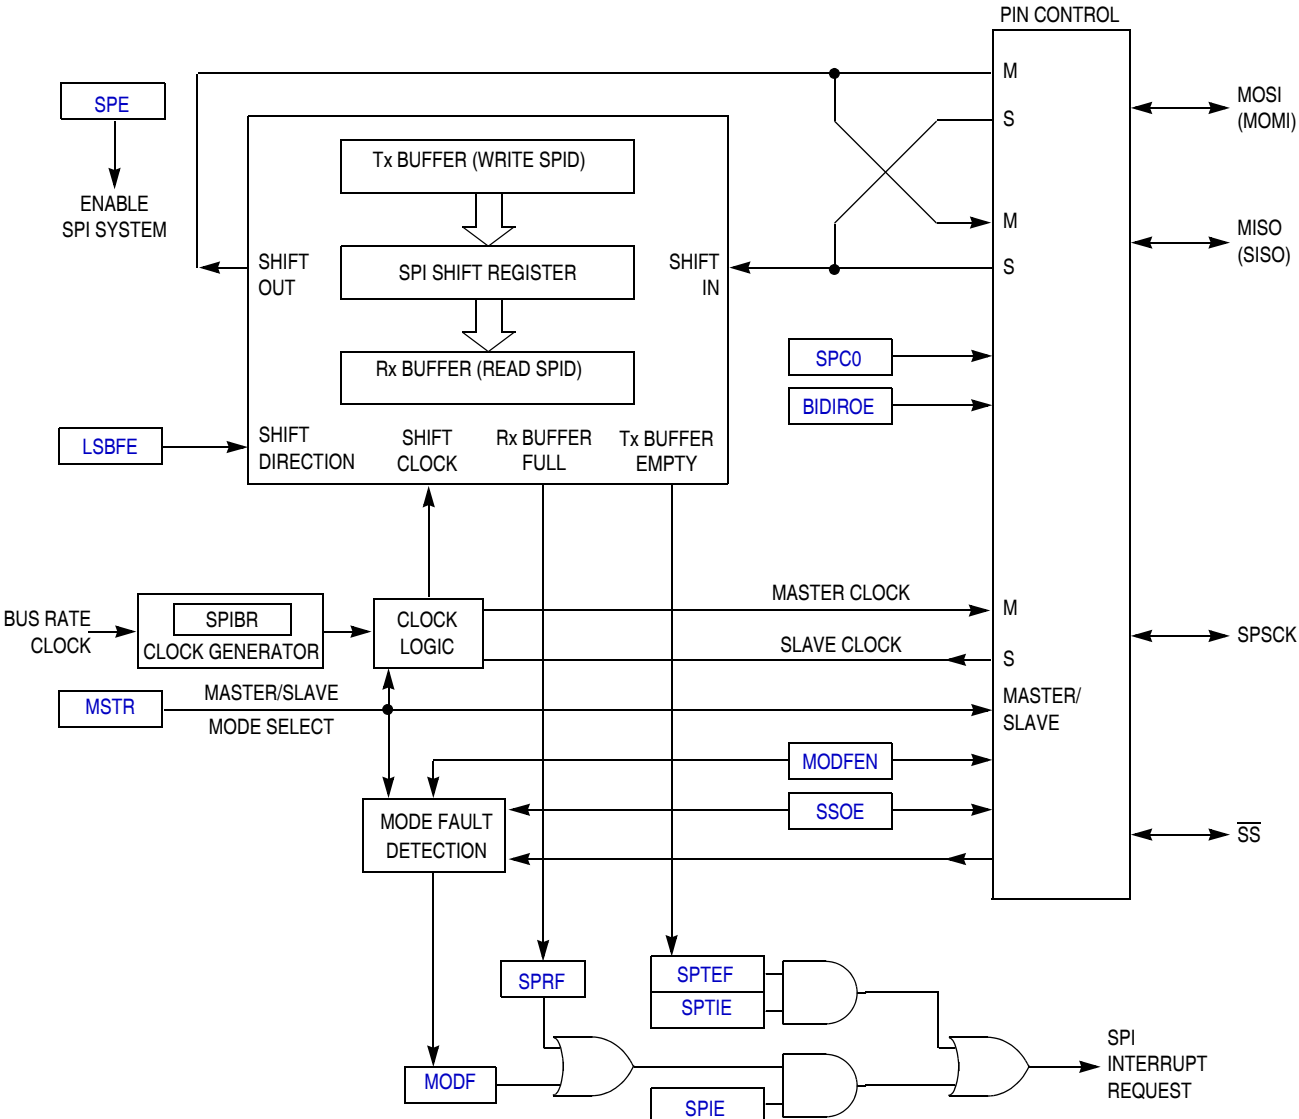 PIN CONTROL
M
S
M
S
MOSI
(MOMI)
MISO
(SISO)
SPE
ENABLE
SPI SYSTEM
Tx BUFFER (WRITE SPID)
SPI SHIFT REGISTER
Rx BUFFER (READ SPID)
SHIFT
OUT
SHIFT
IN
SPC0
BIDIROE
LSBFE
SHIFT
DIRECTION
SHIFT
CLOCK
Rx BUFFER
FULL
Tx BUFFER
EMPTY
BUS RATE
CLOCK
SPIBR
CLOCK GENERATOR
CLOCK
LOGIC
MASTER CLOCK
SLAVE CLOCK
M
S
MASTER/
SLAVE
SPSCK
MSTR
MASTER/SLAVE
MODE SELECT
MODFEN
SSOE
MODE FAULT
DETECTION
SS
SPRF
SPTEF
SPTIE
MODF
SPIE
SPI
INTERRUPT
REQUEST